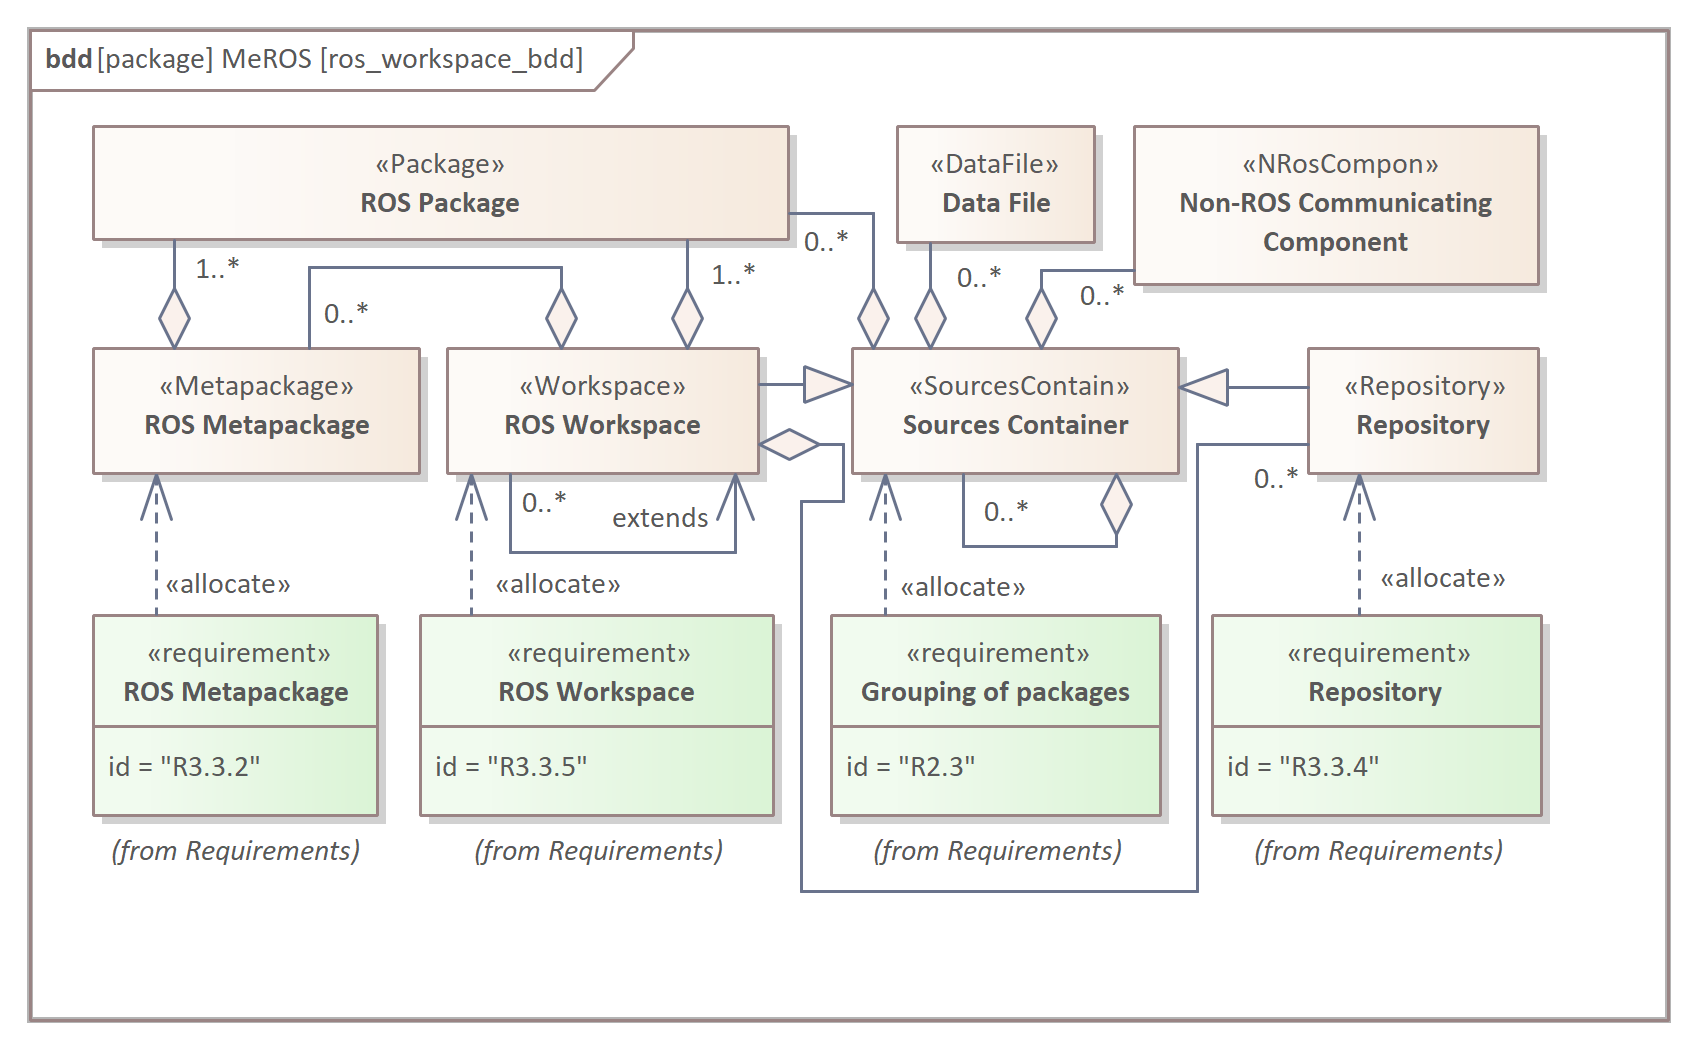 bdd [package] MeROS [ros_workspace_bdd]
«Package»
ROS Package
«DataFile»
Data File
«NRosCompon»
Non-ROS Communicating
Component
1..*
0..*
1..*
0..*
0..*
0..*
«Metapackage»
ROS Metapackage
«Workspace»
ROS Workspace
«SourcesContain»
Sources Container
«Repository»
Repository
0..*
extends
0..*
0..*
«allocate»
«allocate»
«allocate»
«allocate»
«requirement»
ROS Metapackage
id = "R3.3.2"
(from Requirements)
«requirement»
ROS Workspace
id = "R3.3.5"
(from Requirements)
«requirement»
Grouping of packages
id = "R2.3"
(from Requirements)
«requirement»
Repository
id = "R3.3.4"
(from Requirements)